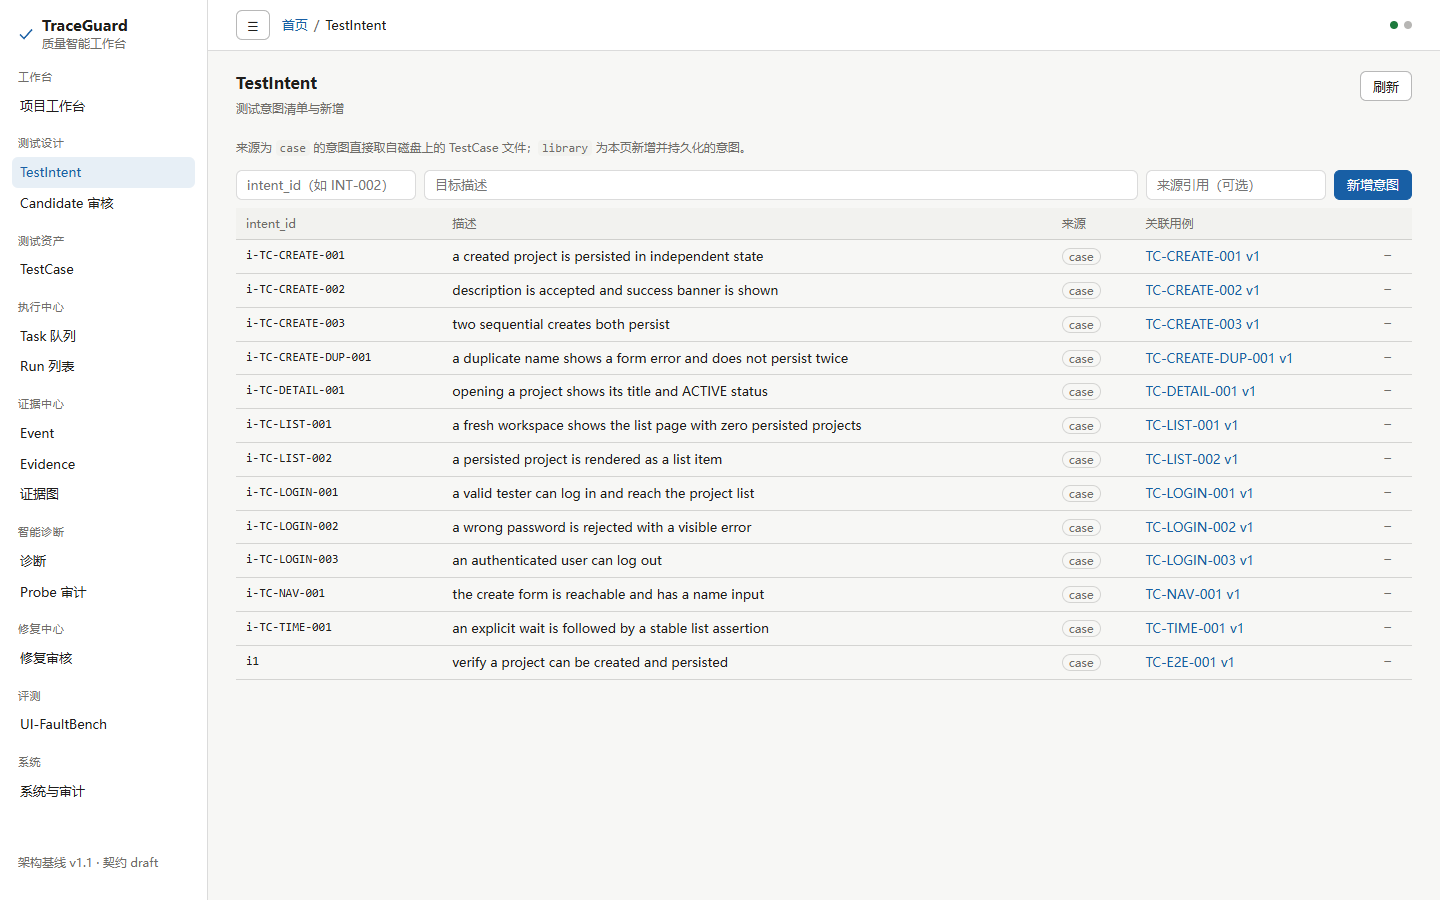 TraceGuard
质量智能工作台
工作台
项目工作台
测试设计
TestIntent
Candidate 审核
测试资产
TestCase
执行中心
Task 队列
Run 列表
证据中心
Event
Evidence
证据图
智能诊断
诊断
Probe 审计
修复中心
修复审核
评测
UI-FaultBench
系统
系统与审计
架构基线 v1.1 · 契约 draft
☰ 首页 / TestIntent
TestIntent
刷新
测试意图清单与新增
来源为 case 的意图直接取自磁盘上的 TestCase 文件； library 为本页新增并持久化的意图。
intent_id（如 INT-002） 目标描述 来源引用（可选） 新增意图
intent_id 描述 来源 关联用例
i-TC-CREATE-001 a created project is persisted in independent state case TC-CREATE-001 v1 –
i-TC-CREATE-002 description is accepted and success banner is shown case TC-CREATE-002 v1 –
i-TC-CREATE-003 two sequential creates both persist case TC-CREATE-003 v1 –
i-TC-CREATE-DUP-001 a duplicate name shows a form error and does not persist twice case TC-CREATE-DUP-001 v1 –
i-TC-DETAIL-001 opening a project shows its title and ACTIVE status case TC-DETAIL-001 v1 –
i-TC-LIST-001 a fresh workspace shows the list page with zero persisted projects case TC-LIST-001 v1 –
i-TC-LIST-002 a persisted project is rendered as a list item case TC-LIST-002 v1 –
i-TC-LOGIN-001 a valid tester can log in and reach the project list case TC-LOGIN-001 v1 –
i-TC-LOGIN-002 a wrong password is rejected with a visible error case TC-LOGIN-002 v1 –
i-TC-LOGIN-003 an authenticated user can log out case TC-LOGIN-003 v1 –
i-TC-NAV-001 the create form is reachable and has a name input case TC-NAV-001 v1 –
i-TC-TIME-001 an explicit wait is followed by a stable list assertion case TC-TIME-001 v1 –
i1 verify a project can be created and persisted case TC-E2E-001 v1 –